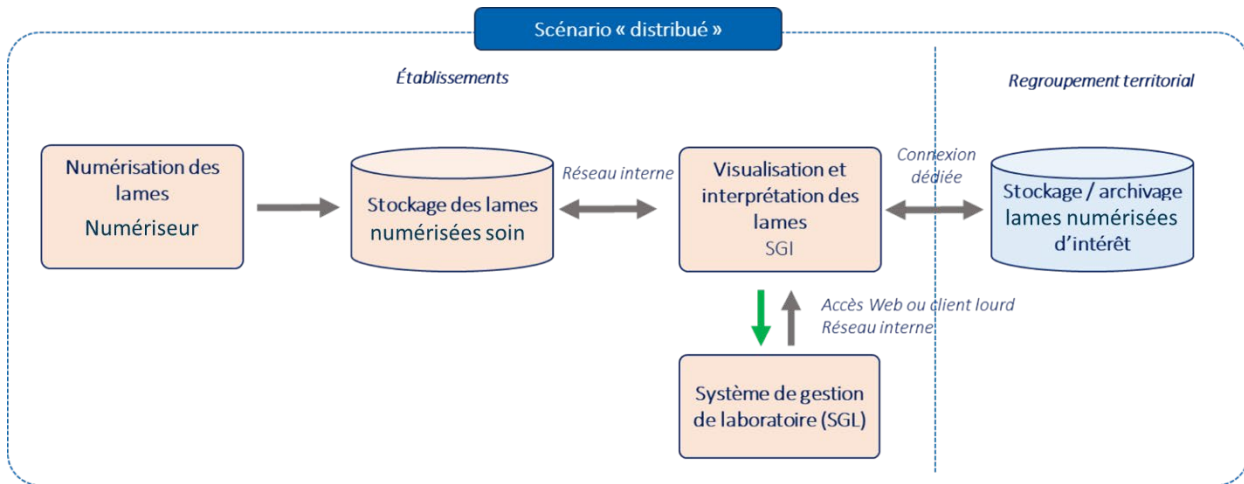 Scénario « distribué »
Établissements
Regroupement territorial
Numérisation des
lames
Numériseur
Stockage des lames
numérisées soin
Réseau interne
Visualisation et
interprétation des
lames
SGI
Connexion
dédiée
Stockage / archivage
lames numérisées
d'intérêt
Accès Web ou client lourd
Réseau interne
Système de gestion
de laboratoire (SGL)